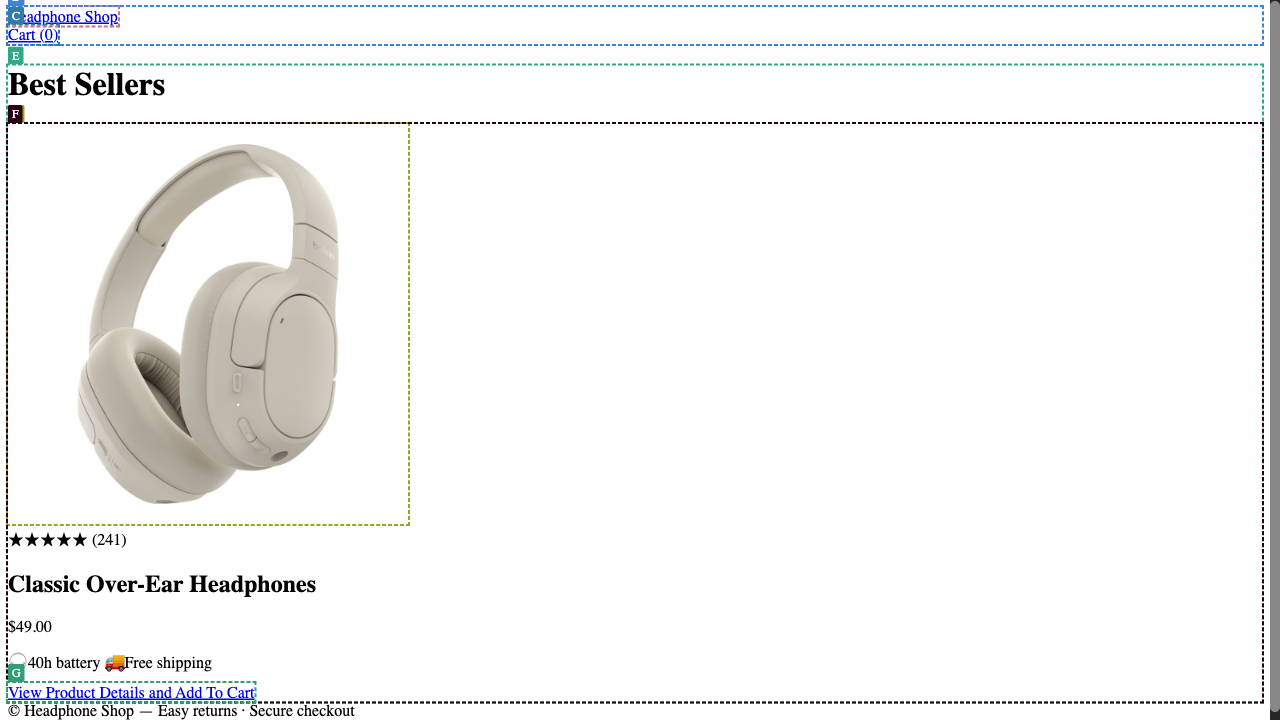 C
eadphone Shop
Cart (0)
E
Best Sellers
F
★★★★★ (241)
Classic Over-Ear Headphones
$49.00
40h battery 🚚Free shipping
G
View Product Details and Add To Cart
© Headphone Shop — Easy returns · Secure checkout